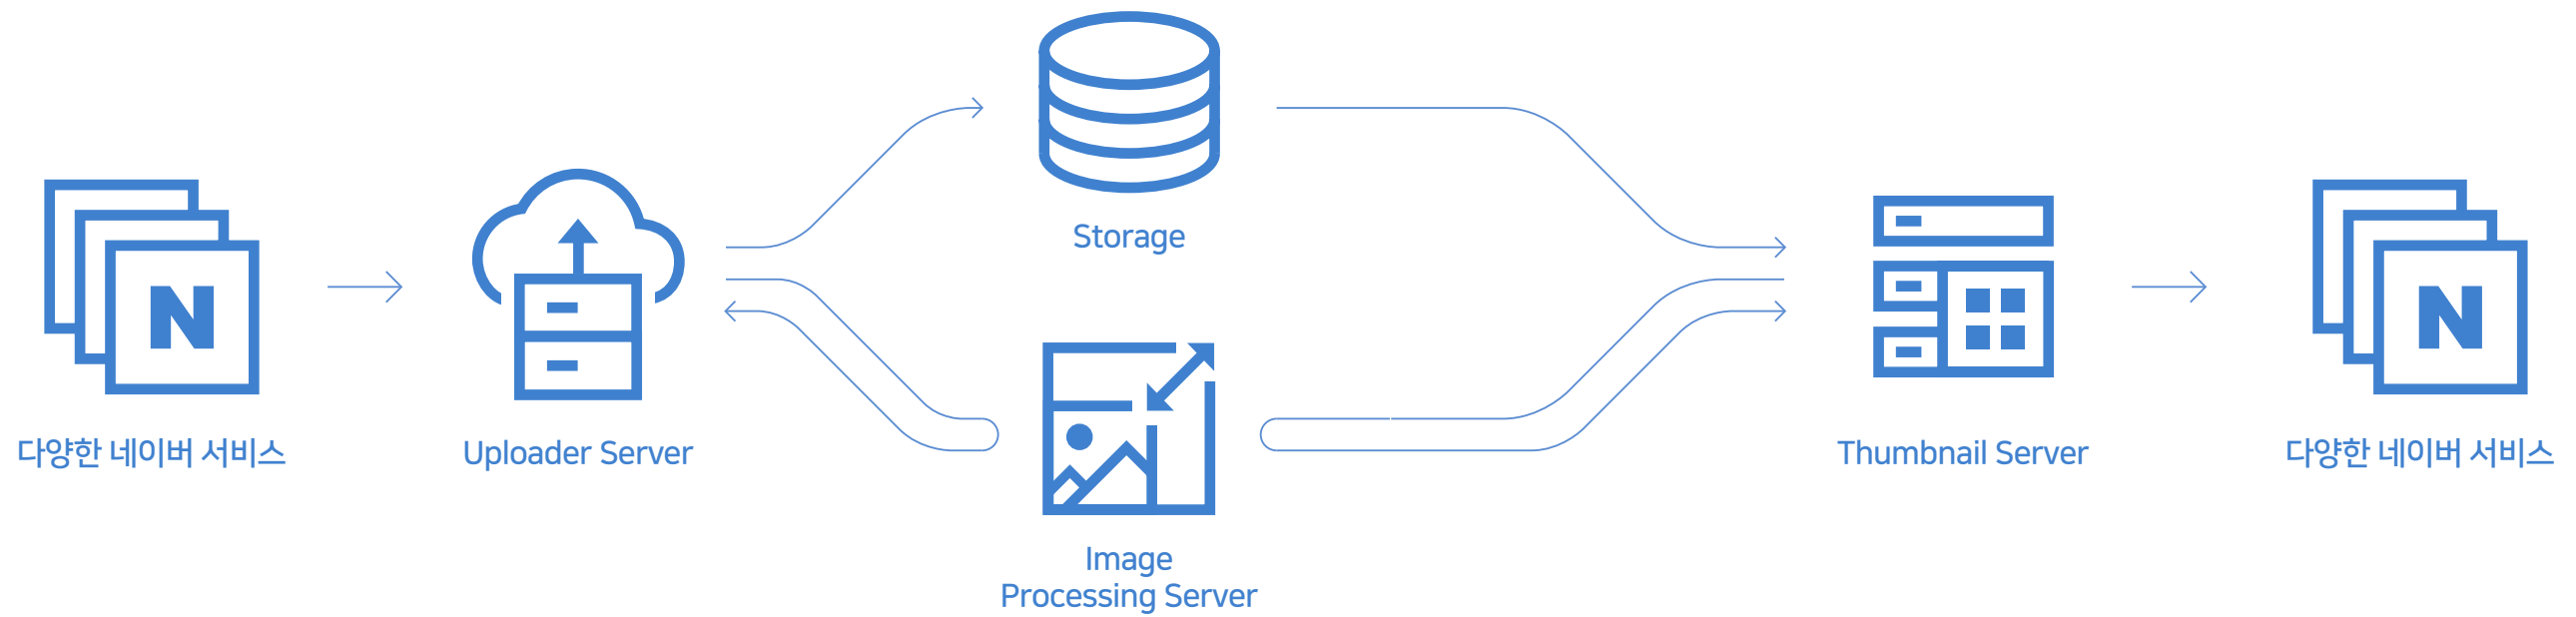 N
다양한 네이버 서비스
Uploader Server
Storage
Image
Processing Server
Thumbnail Server
N
다양한 네이버 서비스